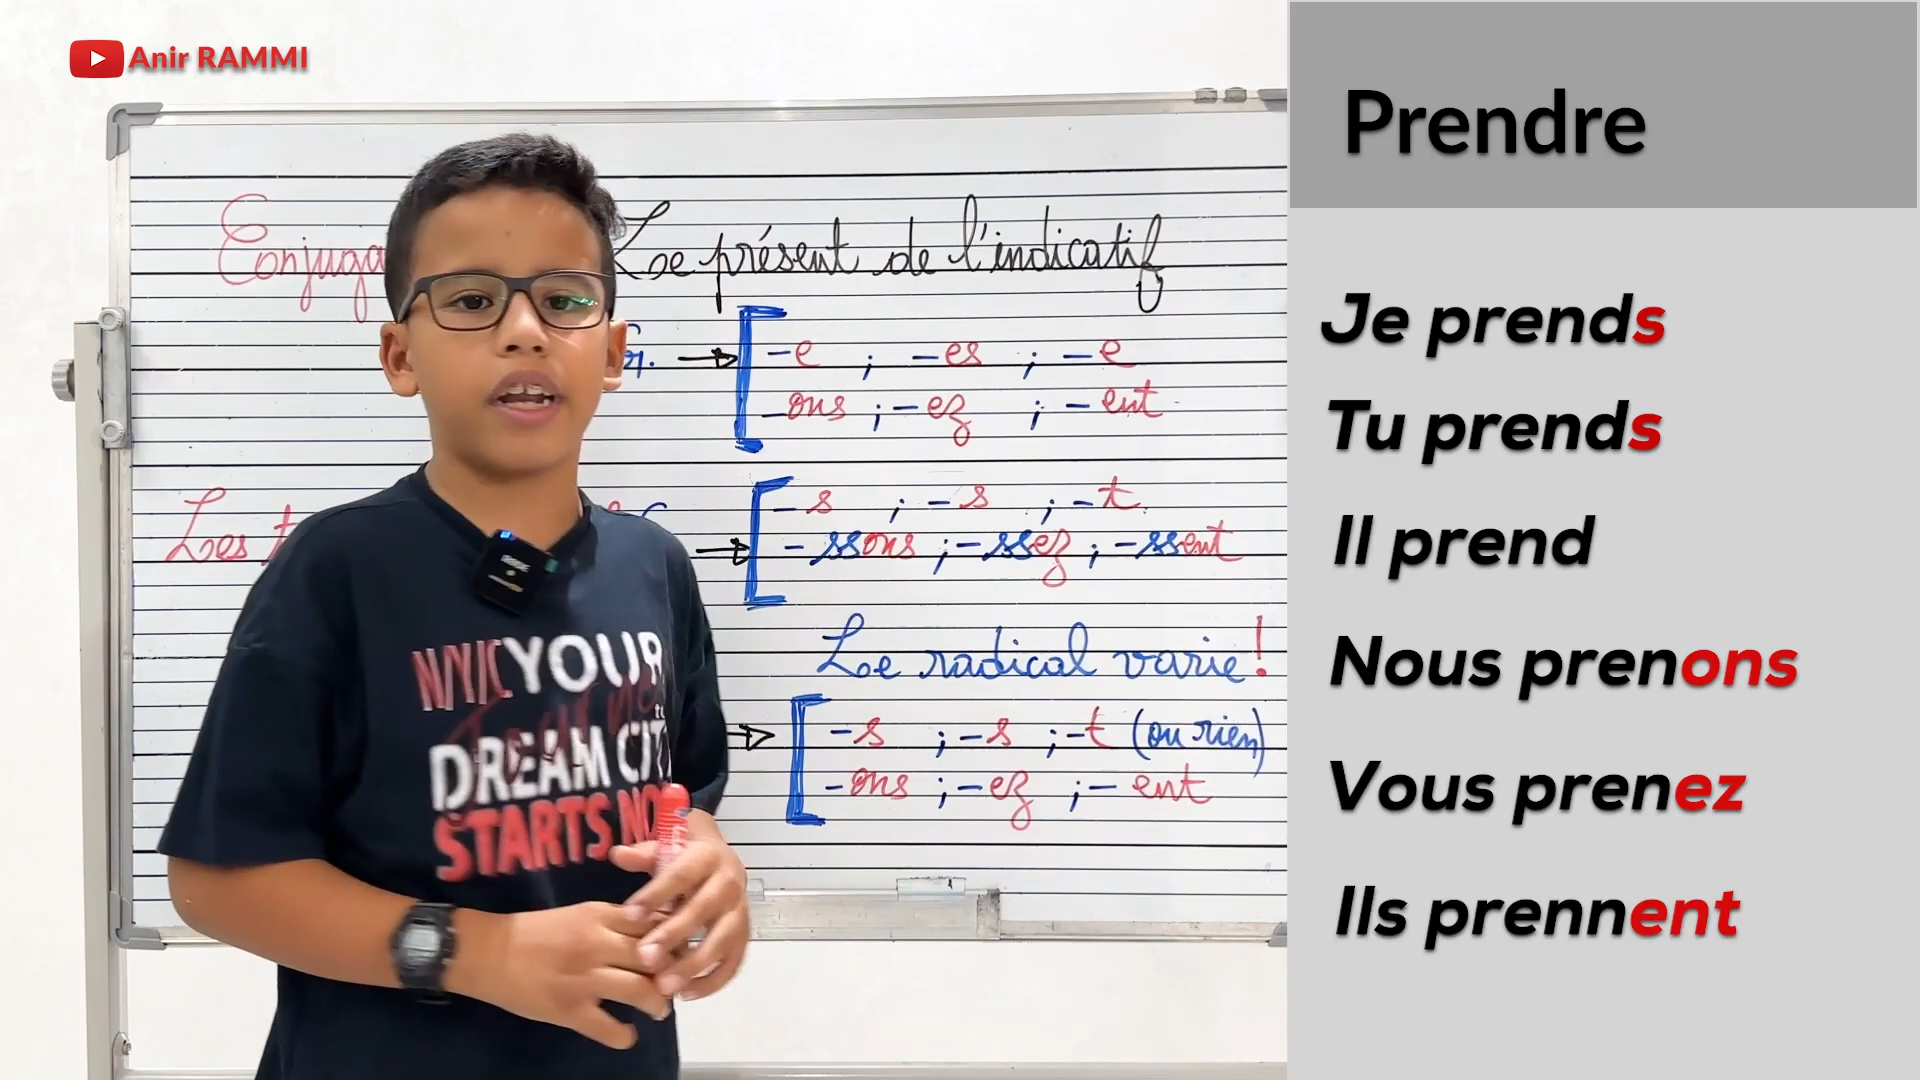 Anir RAMMI
Le présent de l'indicatif
-e ; -es ; -e
-ons ; -ez ; -ent
Les
-s ; -s ; -t
-ssons ; -ssez ; -ssent
Le radical varie!
-s ; -s ; -t (ou rien)
-ons ; -ez ; -ent
NYC YOUR
DREAM CIT
STARTS NO
Prendre
Je prends
Tu prends
Il prend
Nous prenons
Vous prenez
Ils prennent